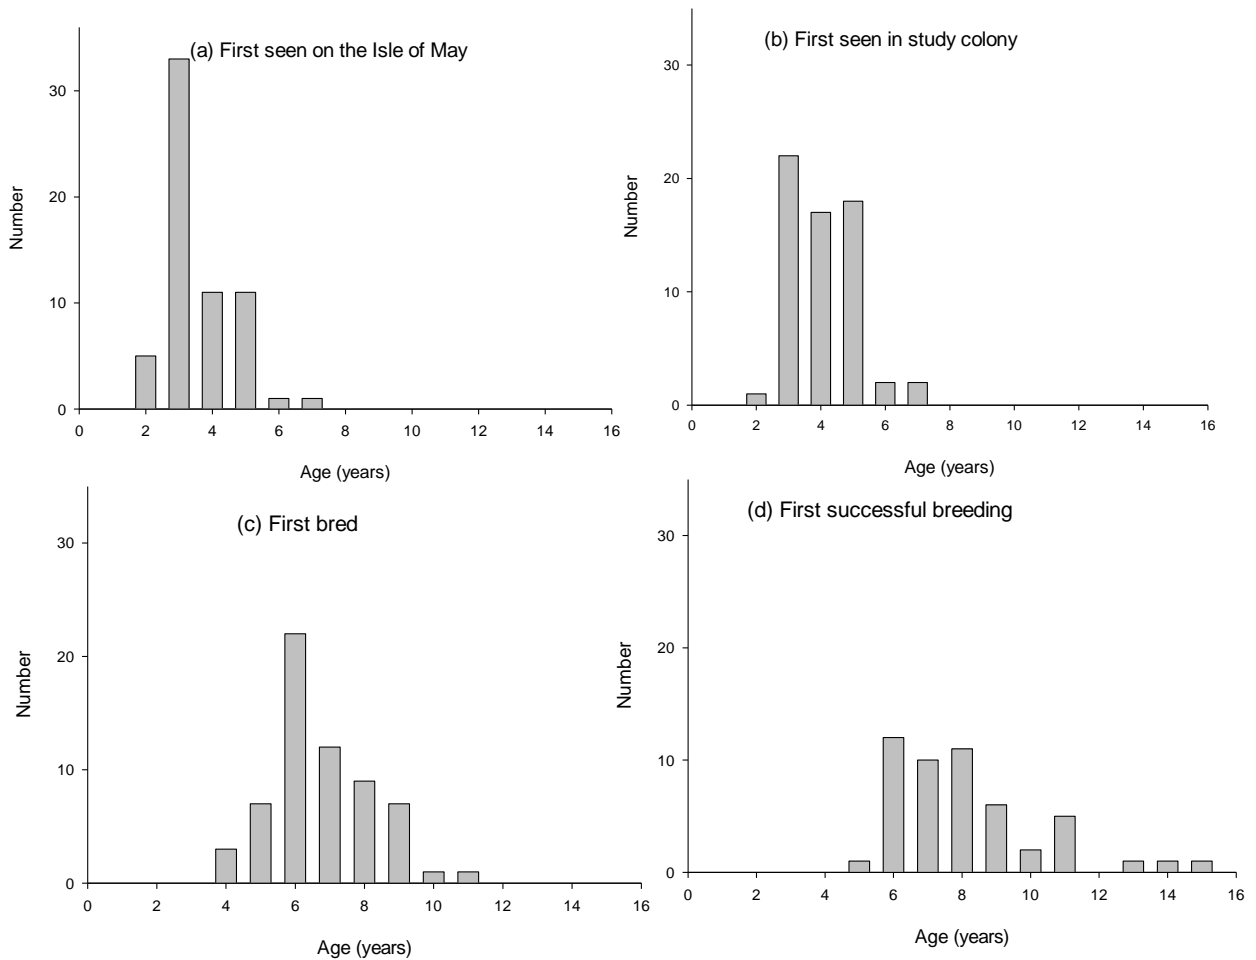 (a) First seen on the Isle of May
30
20
10
0
Number
0 2 4 6 8 10 12 14 16
Age (years)
(b) First seen in study colony
30
20
10
0
Number
0 2 4 6 8 10 12 14 16
Age (years)
(c) First bred
30
20
10
0
Number
0 2 4 6 8 10 12 14 16
Age (years)
(d) First successful breeding
30
20
10
0
Number
0 2 4 6 8 10 12 14 16
Age (years)